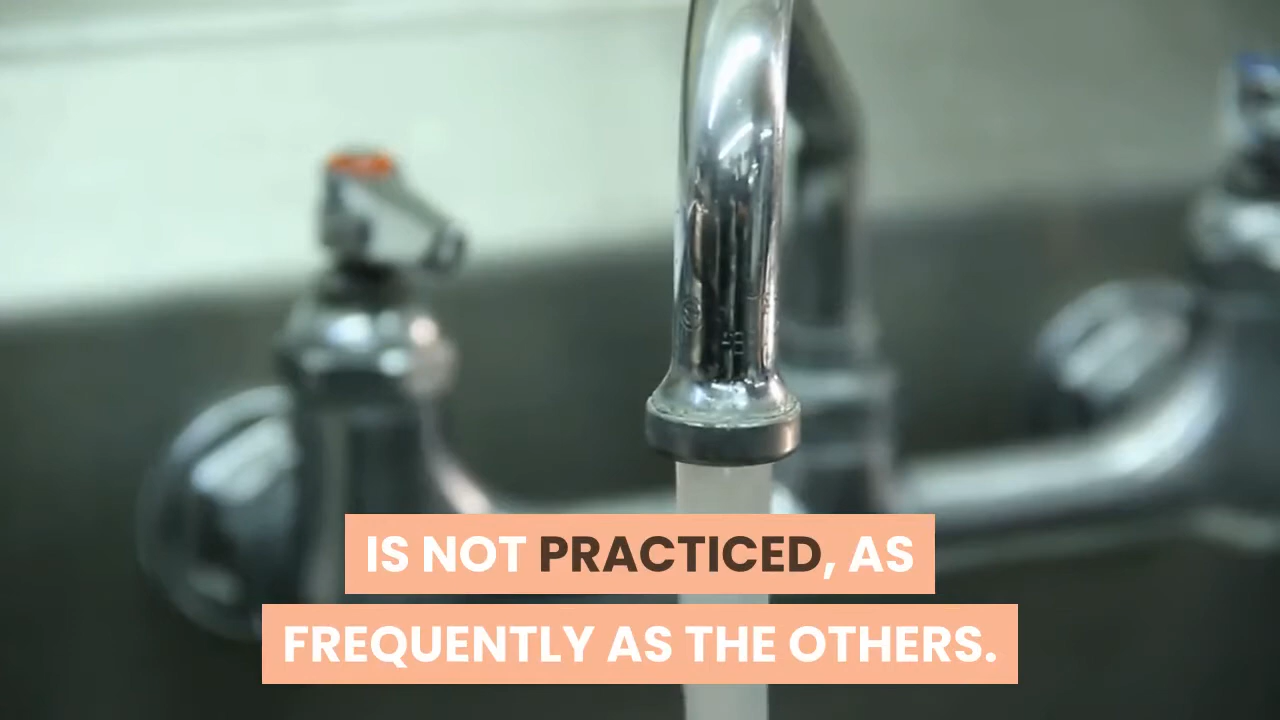 IS NOT PRACTICED, AS
FREQUENTLY AS THE OTHERS.